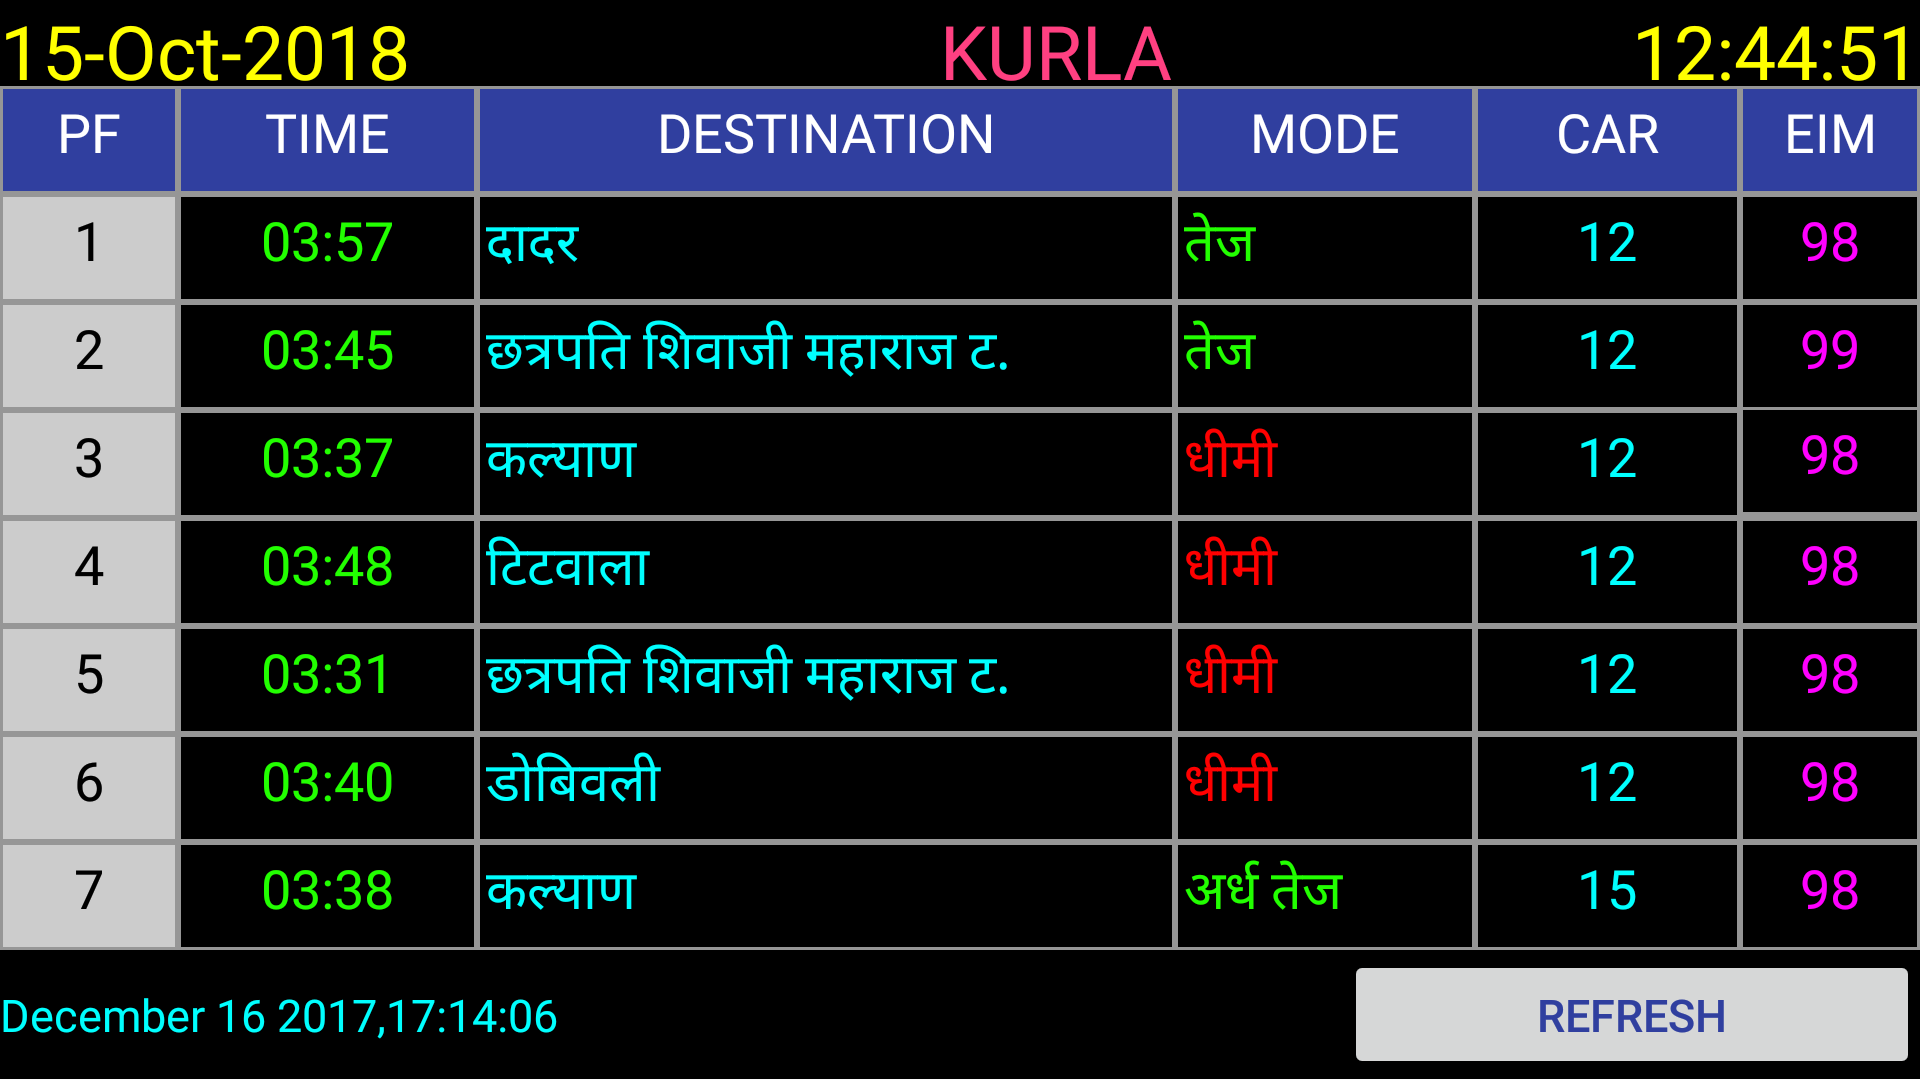 15-Oct-2018 KURLA 12:44:51
PF TIME DESTINATION MODE CAR EIM
1 03:57 दादर तेज 12 98
2 03:45 छत्रपति शिवाजी महाराज ट. तेज 12 99
3 03:37 कल्याण धीमी 12 98
4 03:48 टिटवाला धीमी 12 98
5 03:31 छत्रपति शिवाजी महाराज ट. धीमी 12 98
6 03:40 डोबिवली धीमी 12 98
7 03:38 कल्याण अर्ध तेज 15 98
December 16 2017,17:14:06 REFRESH